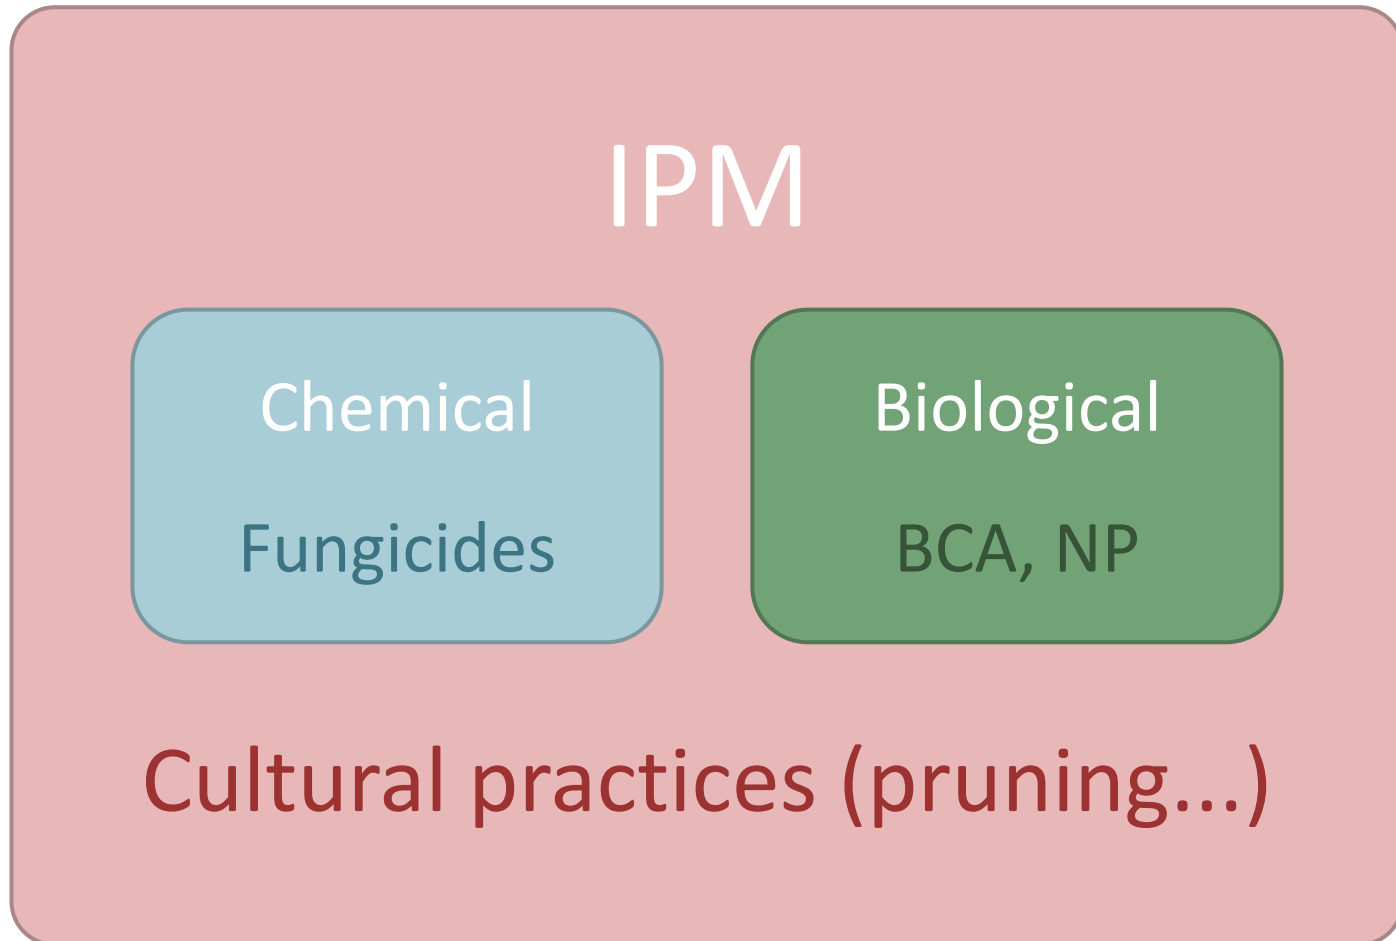 IPM
Chemical
Fungicides
Biological
BCA, NP
Cultural practices (pruning...)